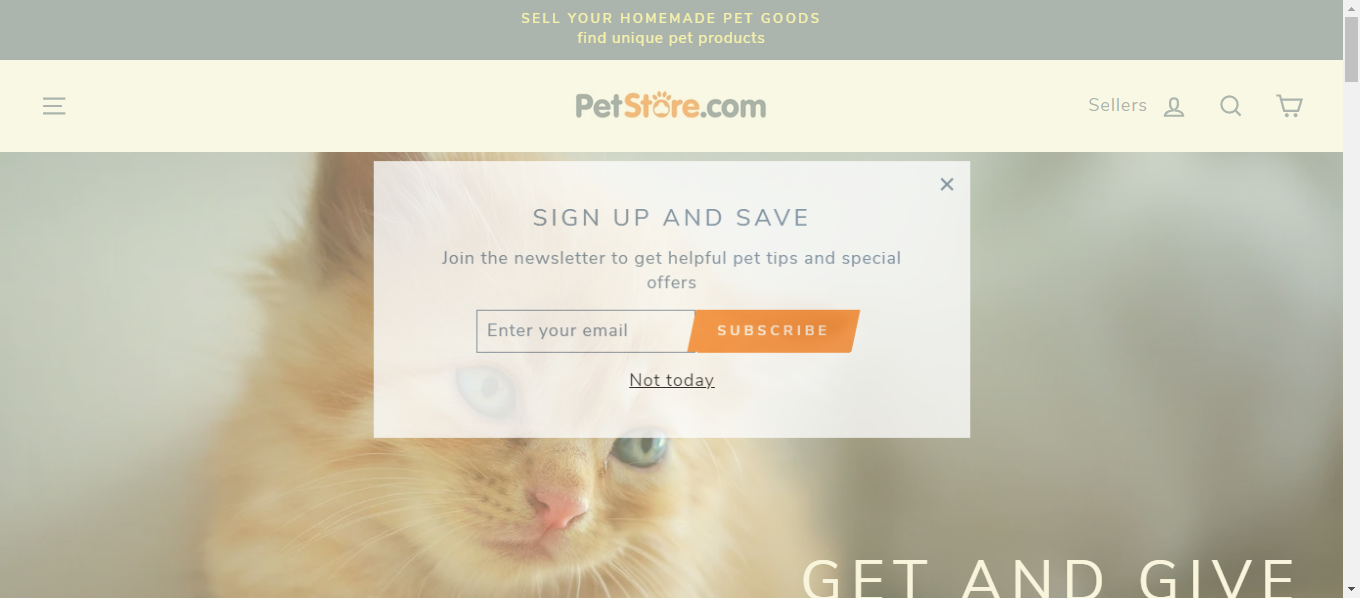 SELL YOUR HOMEMADE PET GOODS
find unique pet products
PetStore.com
Sellers
SIGN UP AND SAVE
Join the newsletter to get helpful pet tips and special
offers
Enter your email
SUBSCRIBE
Not today
GET AND GIVE